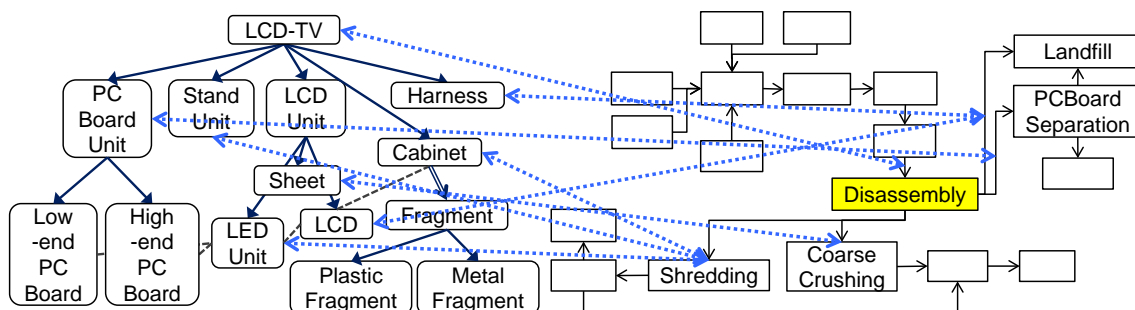 LCD-TV
Landfill
PC
Board
Unit
Stand
Unit
LCD
Unit
Harness
PCBoard
Separation
Cabinet
Sheet
Disassembly
Low
-end
PC
Board
High
-end
PC
Board
LED
Unit
LCD
Fragment
Plastic
Fragment
Metal
Fragment
Shredding
Coarse
Crushing